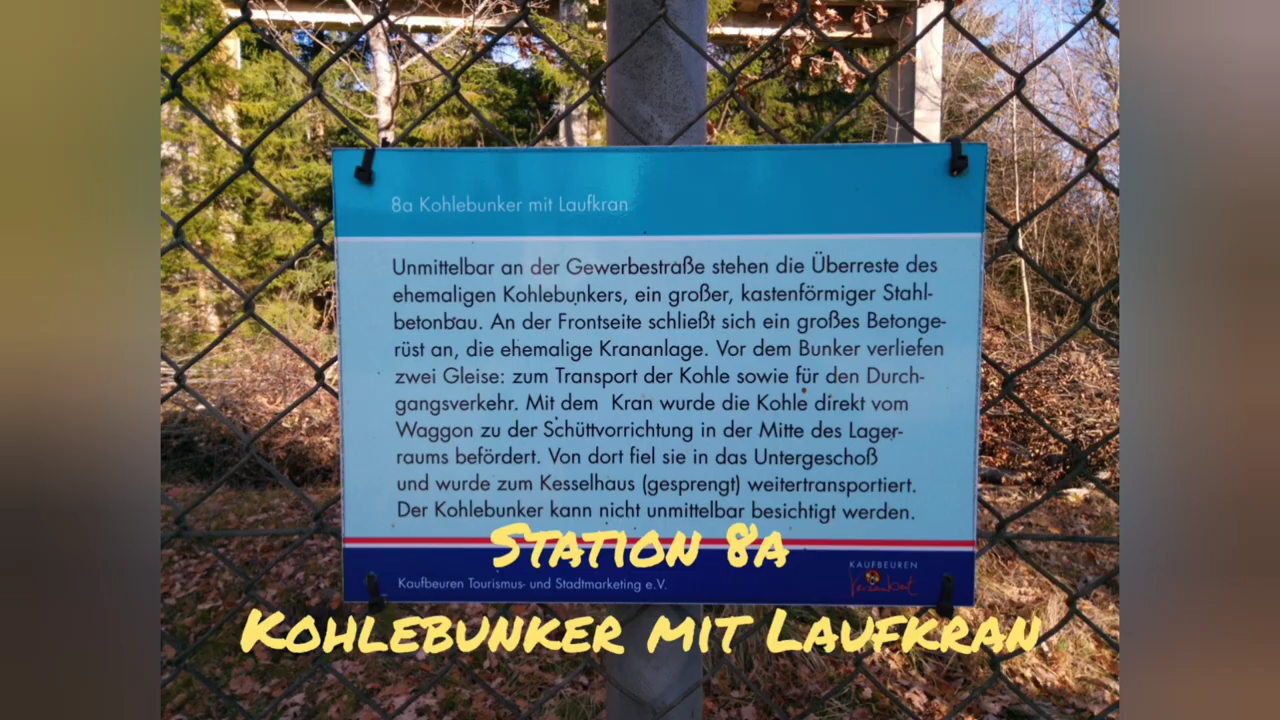 8a Kohlebunker mit Laufkran
Unmittelbar an der Gewerbestraße stehen die Überreste des
ehemaligen Kohlebunkers, ein großer, kastenförmiger Stahl-
betonbau. An der Frontseite schließt sich ein großes Betonge-
rüst an, die ehemalige Krananlage. Vor dem Bunker verliefen
zwei Gleise: zum Transport der Kohle sowie für den Durch-
gangsverkehr. Mit dem Kran wurde die Kohle direkt vom
Waggon zu der Schüttvorrichtung in der Mitte des Lager-
raums befördert. Von dort fiel sie in das Untergeschoß
und wurde zum Kesselhaus (gesprengt) weitertransportiert.
Der Kohlebunker kann nicht unmittelbar besichtigt werden.
Station 8a
KAUFBEUREN
Kaufbeuren Tourismus- und Stadtmarketing e.V.
Kohlebunker mit Laufkran